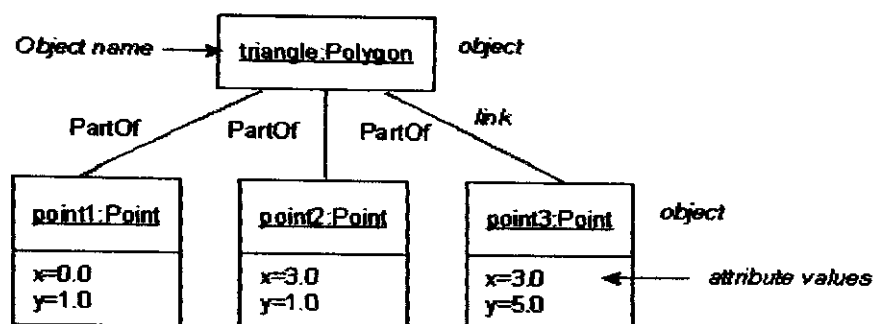 Object name
triangle:Polygon
object
PartOf
PartOf
PartOf
link
point1:Point
point2:Point
point3:Point
object
x=0.0
y=1.0
x=3.0
y=1.0
x=3.0
y=5.0
attribute values